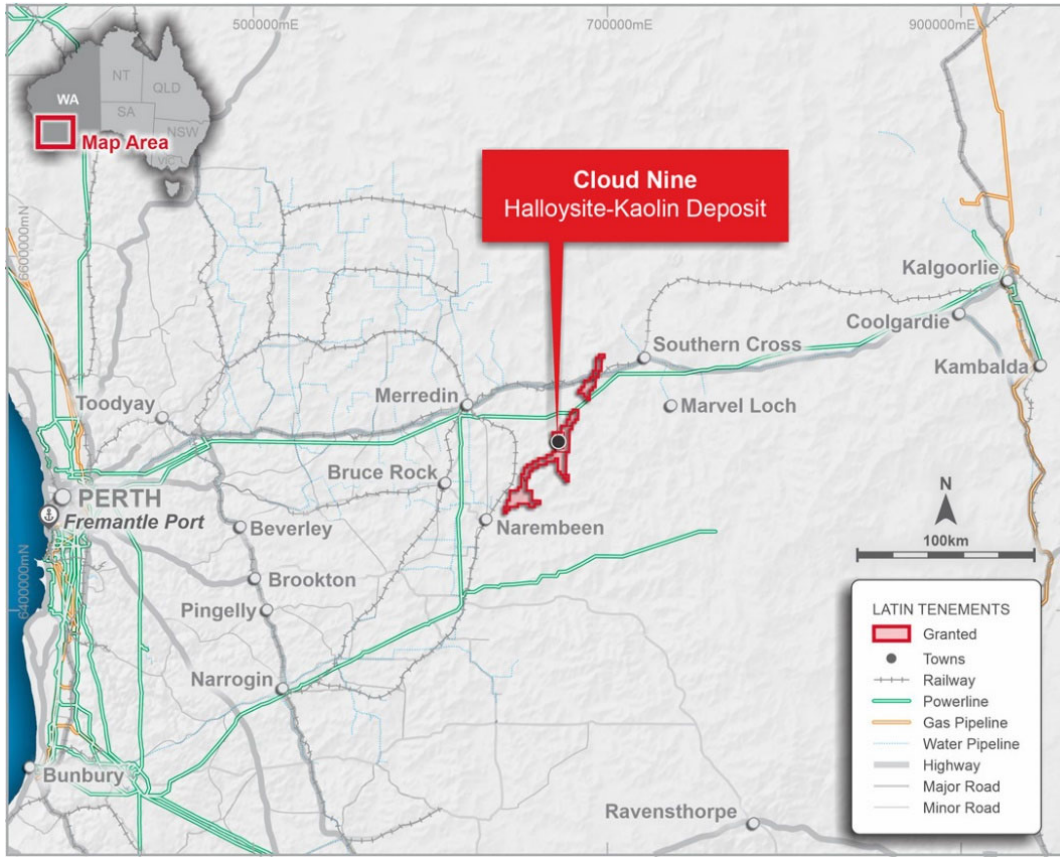 500000mE
700000mE
900000mE
NT
QLD
WA
SA
NSW
VIC
Map Area
6600000mN
Cloud Nine
Halloysite-Kaolin Deposit
Kalgoorlie
Coolgardie
Southern Cross
Kambalda
Merredin
Toodyay
Marvel Loch
Bruce Rock
PERTH
Fremantle Port
Narembeen
Beverley
N
100km
Brookton
6400000mN
Pingelly
Narrogin
Bunbury
Ravensthorpe
LATIN TENEMENTS
Granted
Towns
Railway
Powerline
Gas Pipeline
Water Pipeline
Highway
Major Road
Minor Road